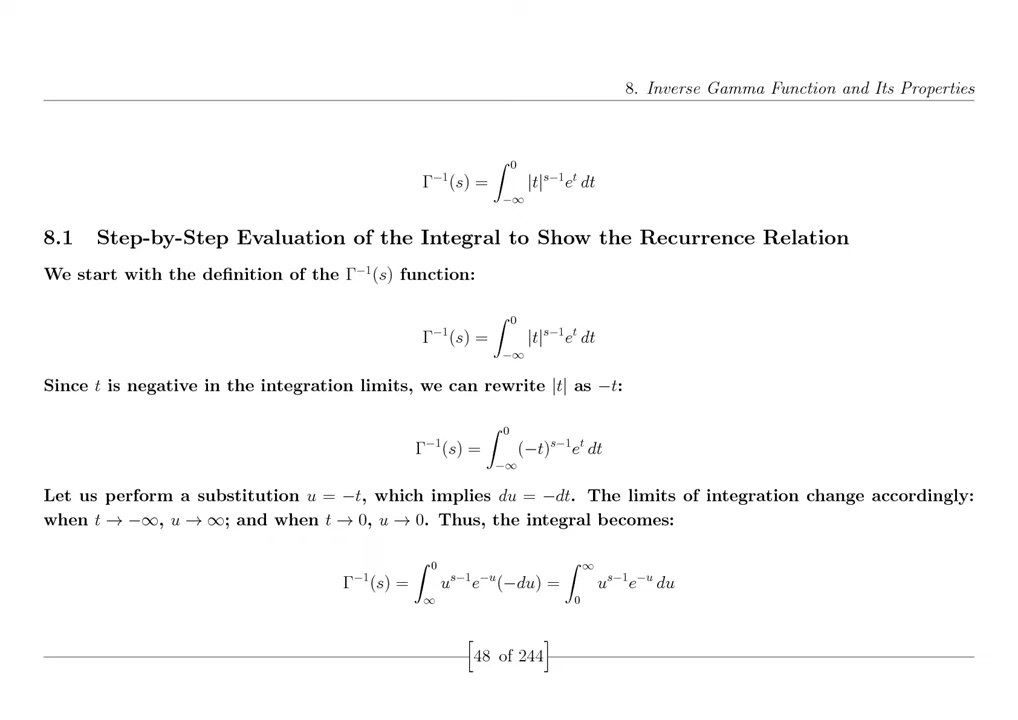 8. Inverse Gamma Function and Its Properties
Γ⁻¹(s) = ∫_{−∞}^{0} |t|^{s−1} e^{t} dt
8.1 Step-by-Step Evaluation of the Integral to Show the Recurrence Relation
We start with the definition of the Γ⁻¹(s) function:
Γ⁻¹(s) = ∫_{−∞}^{0} |t|^{s−1} e^{t} dt
Since t is negative in the integration limits, we can rewrite |t| as −t:
Γ⁻¹(s) = ∫_{−∞}^{0} (−t)^{s−1} e^{t} dt
Let us perform a substitution u = −t, which implies du = −dt. The limits of integration change accordingly:
when t → −∞, u → ∞; and when t → 0, u → 0. Thus, the integral becomes:
Γ⁻¹(s) = ∫_{∞}^{0} u^{s−1} e^{−u} (−du) = ∫_{0}^{∞} u^{s−1} e^{−u} du
[48 of 244]